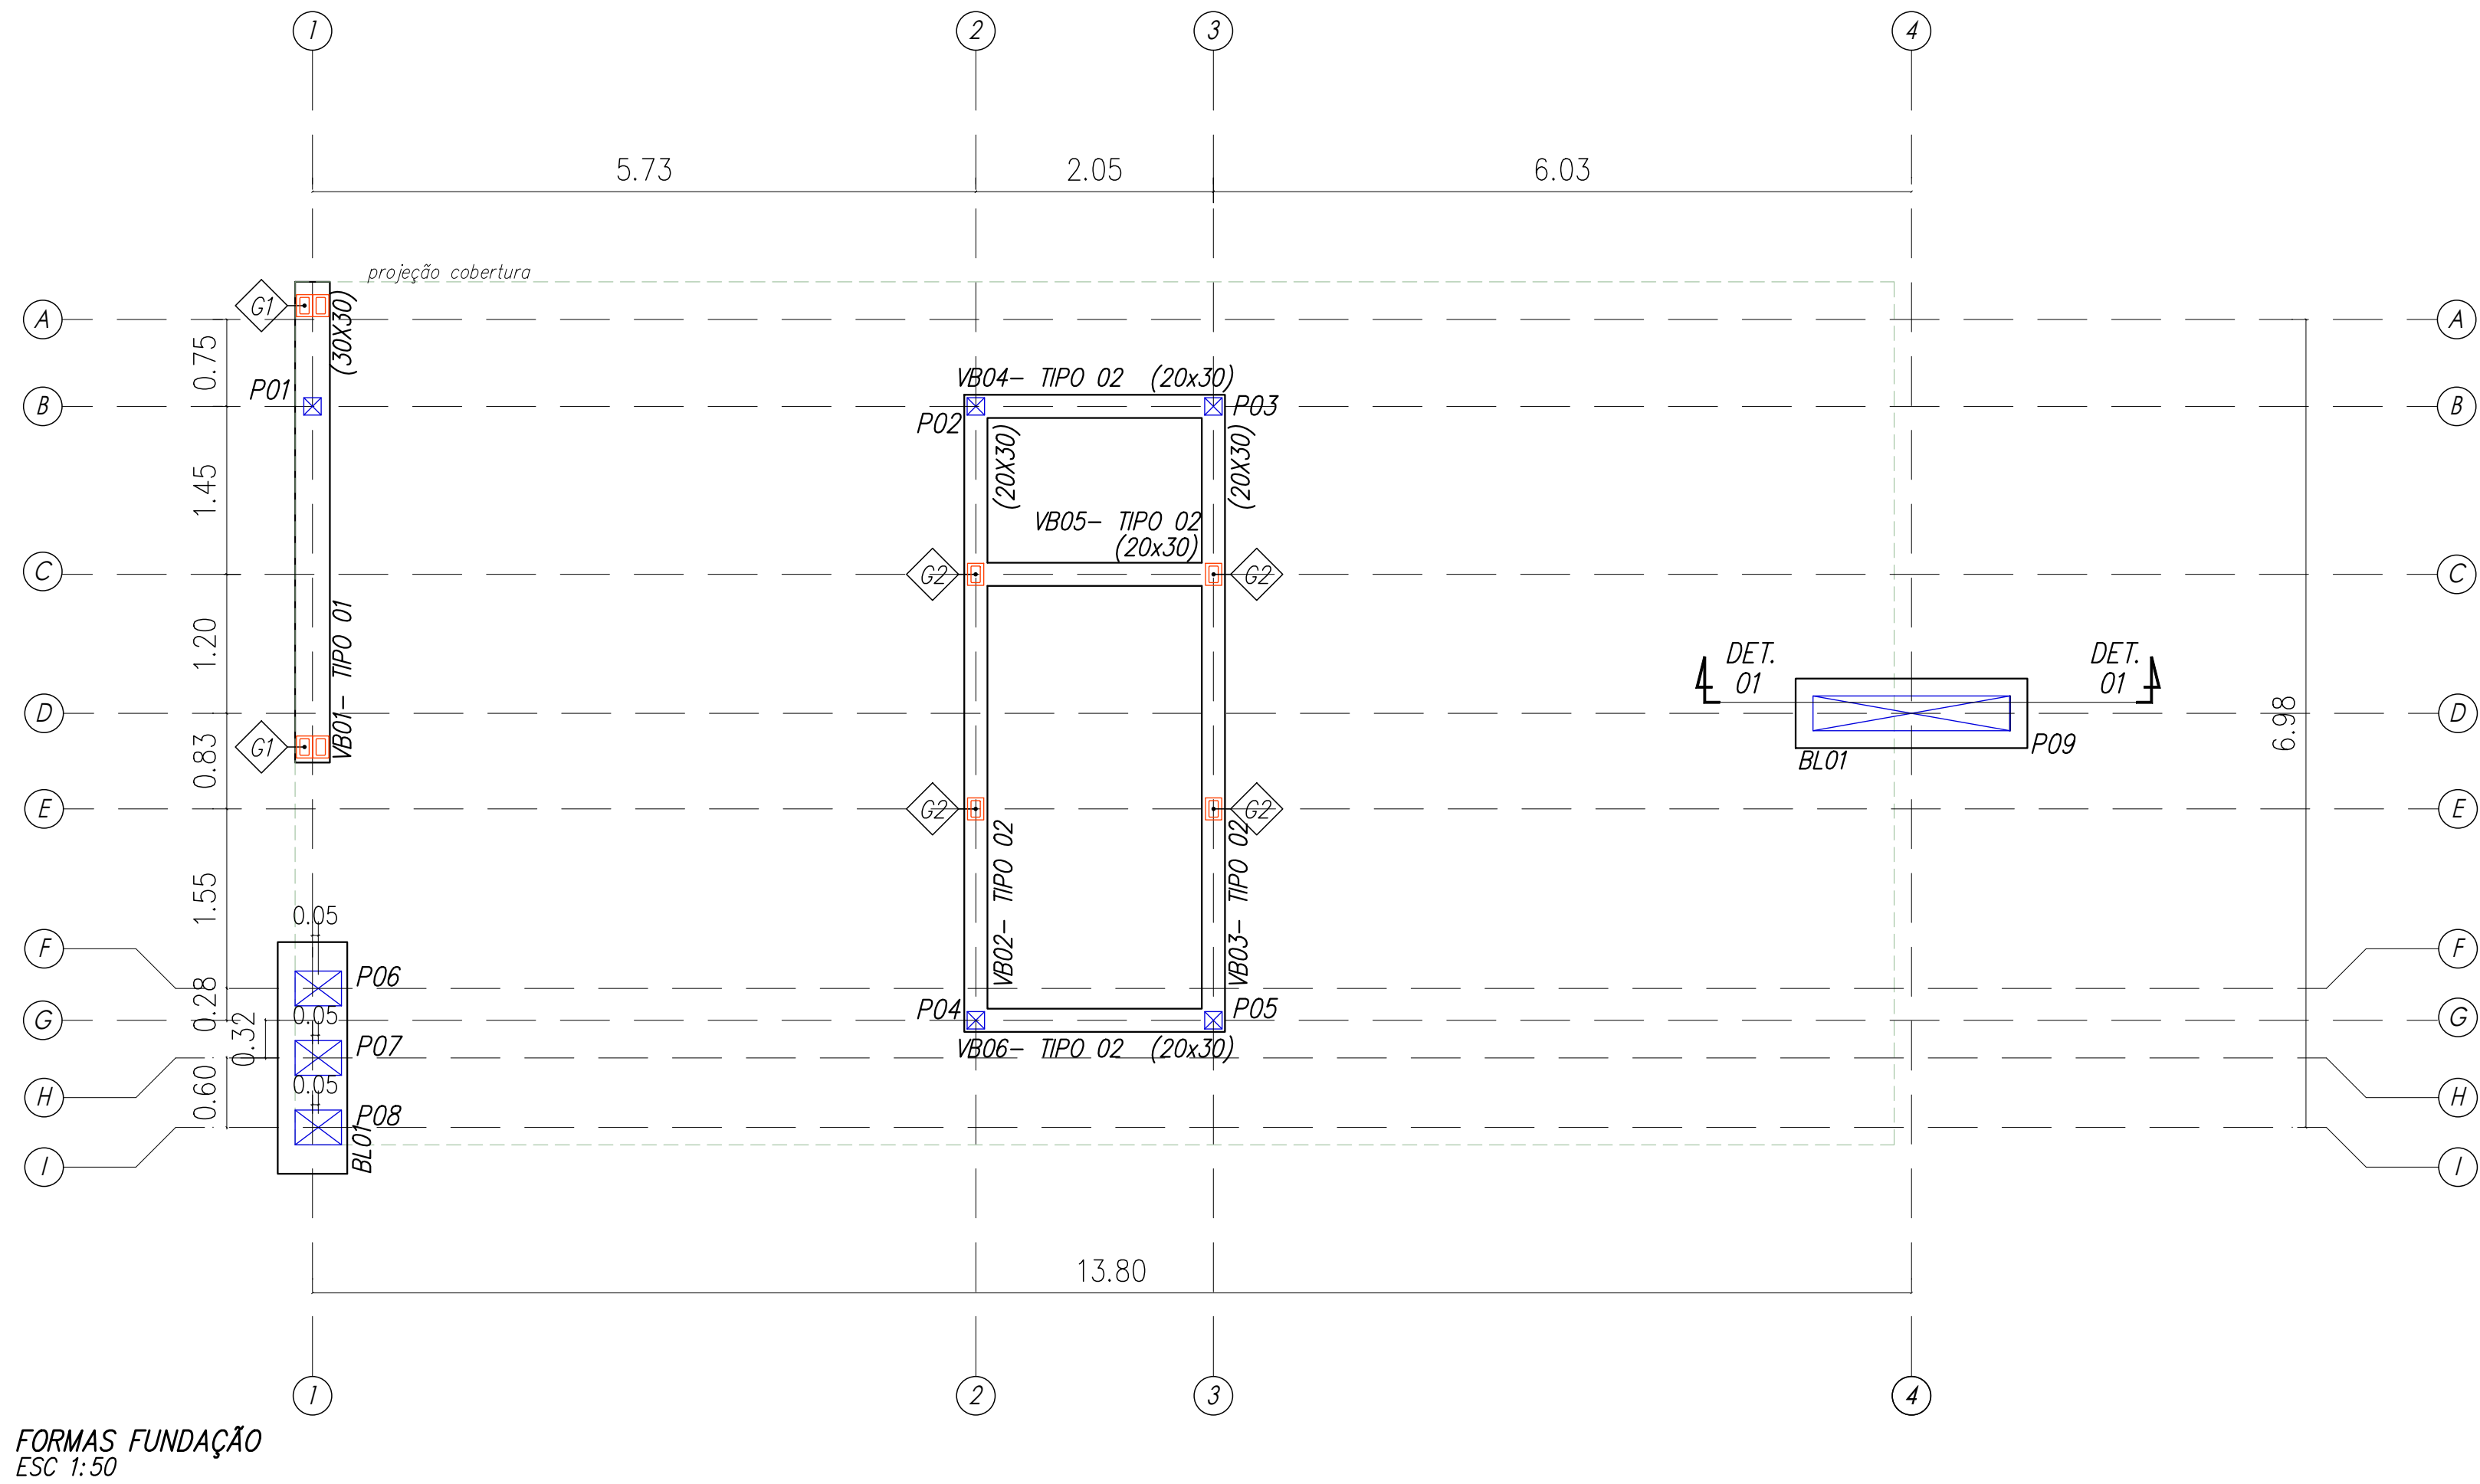 1
2
3
4
5.73
2.05
6.03
projeção cobertura
G1
(30X30)
A
A
0.75
P01
VB04- TIPO 02 (20x30)
B
B
P02
P03
1.45
(20X30)
(20X30)
VB05- TIPO 02
(20x30)
C
G2
G2
C
1.20
VB01- TIPO 01
DET.
01
DET.
01
D
D
6.98
G1
0.83
P09
BL01
E
G2
G2
E
1.55
VB02- TIPO 02
VB03- TIPO 02
0.05
F
F
P06
0.28
P04
P05
G
0.05
G
0.32
P07
VB06- TIPO 02 (20x30)
0.05
H
0.60
P08
H
BL01
I
I
13.80
1
2
3
4
FORMAS FUNDAÇÃO
ESC 1:50